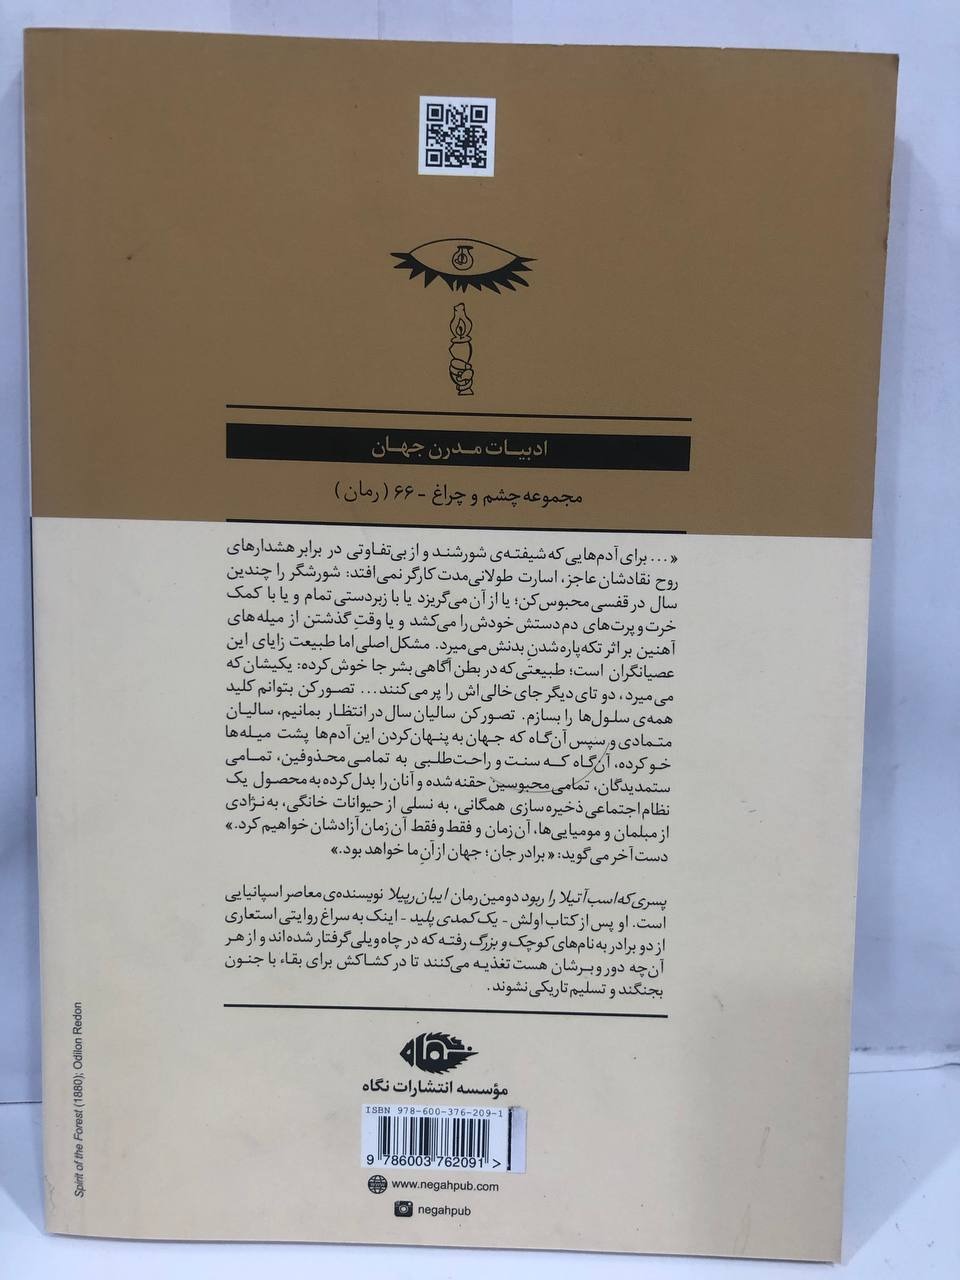 ادبیات مدرن جهان
مجموعه چشم و چراغ - ۶۶ ( رمان )
«... برای آدم‌هایی که شیفته‌ی شورشند و از بی‌تفاوتی در برابر هشدارهای
روح نقادشان عاجز، اسارت طولانی‌مدت کارگر نمی‌افتد: شورشگر را چندین
سال در قفسی محبوس کن؛ یا از آن می‌گریزد یا با زبردستی تمام و یا با کمک
خرت و پرت‌های دم دستش خودش را می‌کشد و یا وقتِ گذشتن از میله‌های
آهنین بر اثر تکه‌پاره شدنِ بدنش می‌میرد. مشکل اصلی اما طبیعت زایای این
عصیانگران است؛ طبیعتی که در بطن آگاهی بشر جا خوش کرده: یکیشان که
می‌میرد، دو تای دیگر جای خالی‌اش را پر می‌کنند... تصور کن بتوانم کلید
همه‌ی سلول‌ها را بسازم. تصور کن سالیان سال در انتظار بمانیم، سالیان
متمادی و سپس آن‌گاه که جهان به پنهان‌کردن این آدم‌ها پشت میله‌ها
خو کرده، آن‌گاه که سنت و راحت‌طلبی به تمامی محذوفین، تمامی
ستمدیدگان، تمامی محبوسین حقنه شده و آنان را بدل کرده به محصول یک
نظام اجتماعی ذخیره‌سازی همگانی، به نسلی از حیوانات خانگی، به نژادی
از مبلمان و مومیایی‌ها، آن زمان و فقط و فقط آن زمان آزادشان خواهیم کرد.»
دست آخر می‌گوید: «برادر جان؛ جهان از آنِ ما خواهد بود.»
پسری که اسب آتیلا را ربود دومین رمان ایبان رپیلا نویسنده‌ی معاصر اسپانیایی
است. او پس از کتاب اولش - یک کمدی پلید - اینک به سراغ روایتی استعاری
از دو برادر به نام‌های کوچک و بزرگ رفته که در چاه ویلی گرفتار شده‌اند و از هر
آن‌چه دور و برشان هست تغذیه می‌کنند تا در کشاکش برای بقاء با جنون
بجنگند و تسلیم تاریکی نشوند.
نگاه
مؤسسه انتشارات نگاه
ISBN 978-600-376-209-1
9 786003 762091 >
www.negahpub.com
negahpub
Spirit of the Forest (1880); Odilon Redon